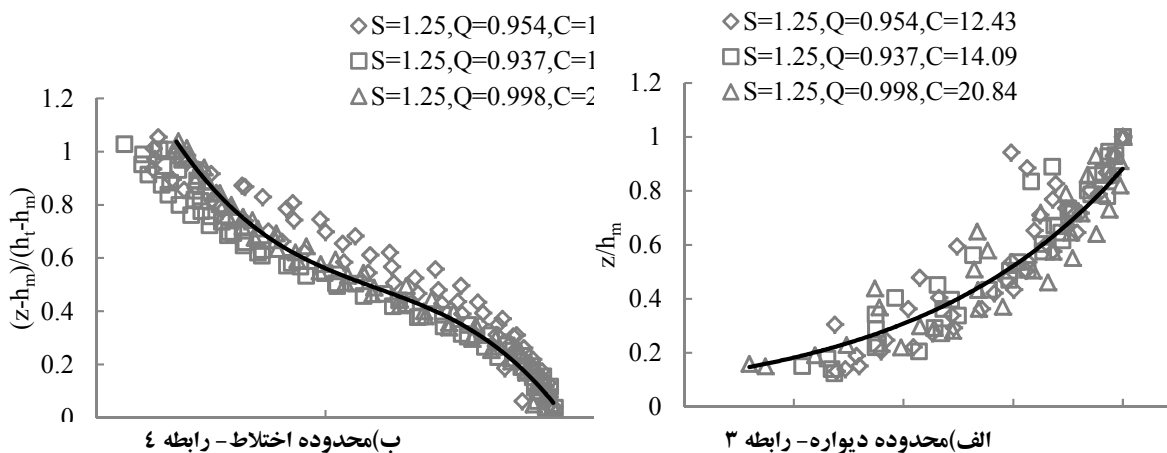 ◇S=1.25,Q=0.954,C=1
□S=1.25,Q=0.937,C=1
△S=1.25,Q=0.998,C=2
1.2
1
0.8
0.6
0.4
0.2
0
(z-hm)/(ht-hm)
ب)محدوده اختلاط- رابطه ٤
◇S=1.25,Q=0.954,C=12.43
□S=1.25,Q=0.937,C=14.09
△S=1.25,Q=0.998,C=20.84
1.2
1
0.8
0.6
0.4
0.2
0
z/hm
الف)محدوده دیواره- رابطه ٣